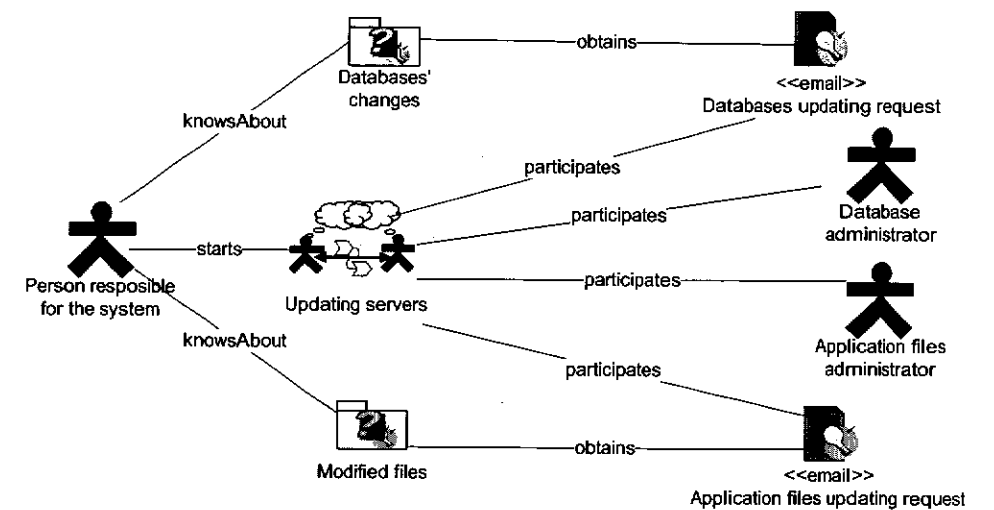 obtains
Databases'
changes
<<email>>
Databases updating request
knowsAbout
participates
participates
Database
administrator
starts
Person resposible
for the system
Updating servers
participates
Application files
administrator
knowsAbout
participates
obtains
Modified files
<<email>>
Application files updating request